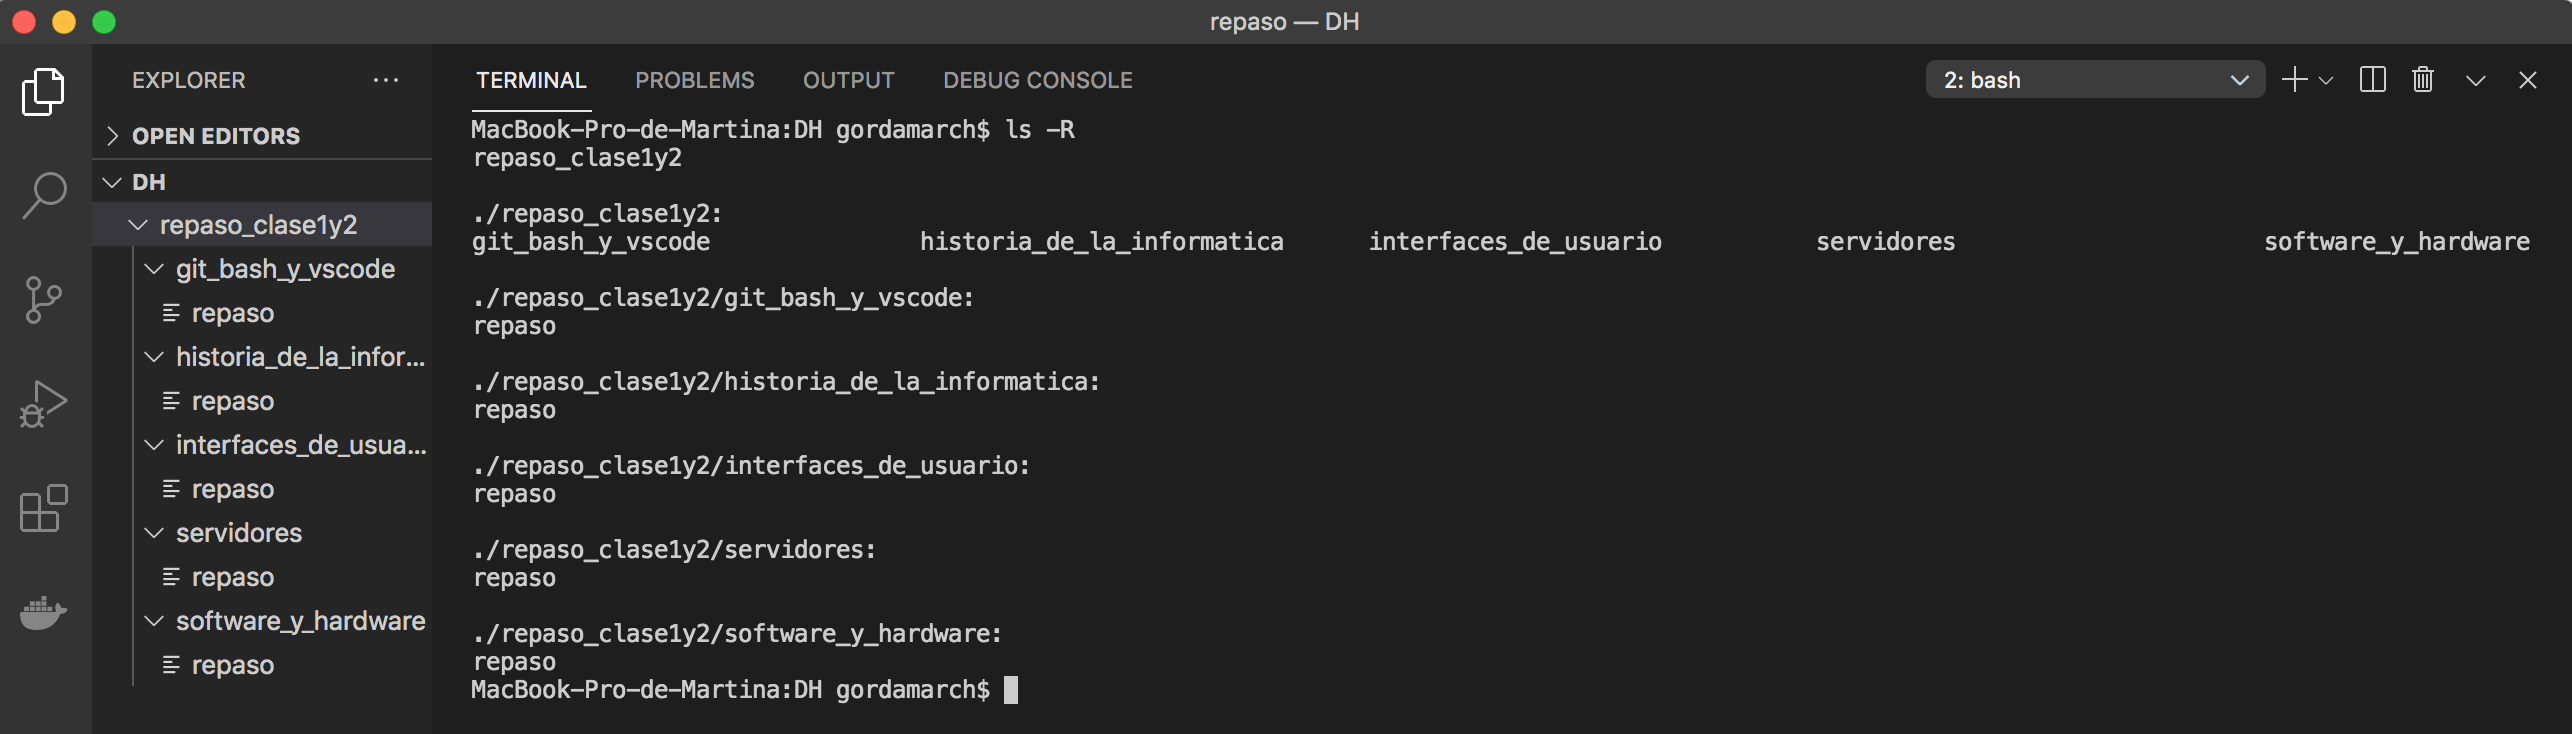 repaso — DH
EXPLORER ...
OPEN EDITORS
DH
repaso_clase1y2
git_bash_y_vscode
repaso
historia_de_la_infor...
repaso
interfaces_de_usua...
repaso
servidores
repaso
software_y_hardware
repaso
TERMINAL PROBLEMS OUTPUT DEBUG CONSOLE 2: bash
MacBook-Pro-de-Martina:DH gordamarch$ ls -R
repaso_clase1y2
./repaso_clase1y2:
git_bash_y_vscode historia_de_la_informatica interfaces_de_usuario servidores software_y_hardware
./repaso_clase1y2/git_bash_y_vscode:
repaso
./repaso_clase1y2/historia_de_la_informatica:
repaso
./repaso_clase1y2/interfaces_de_usuario:
repaso
./repaso_clase1y2/servidores:
repaso
./repaso_clase1y2/software_y_hardware:
repaso
MacBook-Pro-de-Martina:DH gordamarch$